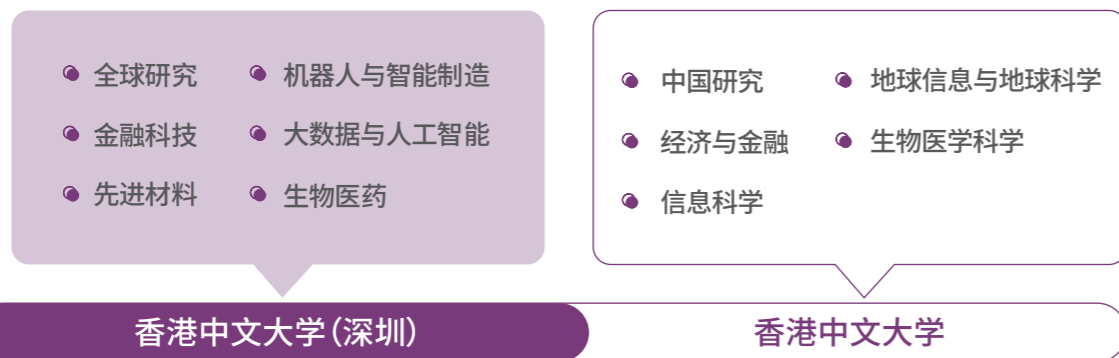 全球研究
机器人与智能制造
金融科技
大数据与人工智能
先进材料
生物医药
香港中文大学(深圳)
中国研究
地球信息与地球科学
经济与金融
生物医学科学
信息科学
香港中文大学